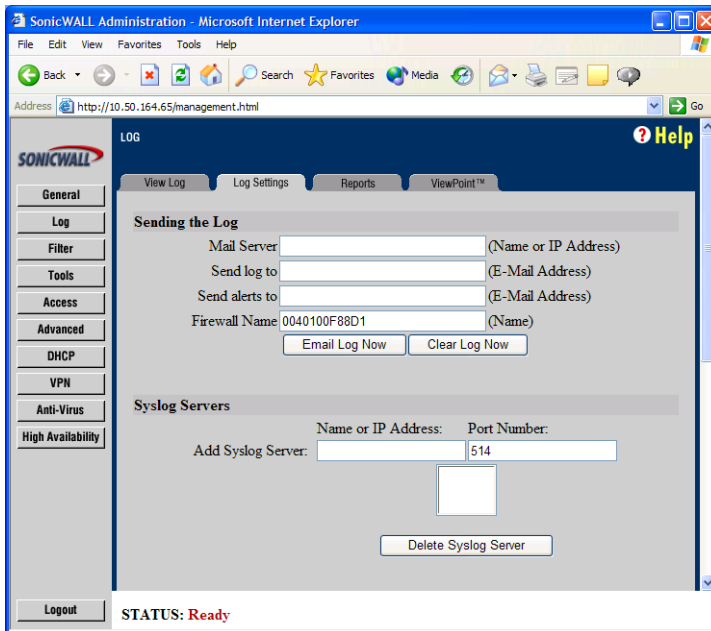 SonicWALL Administration - Microsoft Internet Explorer
File Edit View Favorites Tools Help
Back Search Favorites Media
Address http://10.50.164.65/management.html Go
SONICWALL
LOG
Help
View Log Log Settings Reports ViewPoint™
General
Log
Filter
Tools
Access
Advanced
DHCP
VPN
Anti-Virus
High Availability
Logout
Sending the Log
Mail Server (Name or IP Address)
Send log to (E-Mail Address)
Send alerts to (E-Mail Address)
Firewall Name 0040100F88D1 (Name)
Email Log Now Clear Log Now
Syslog Servers
Name or IP Address: Port Number:
Add Syslog Server: 514
Delete Syslog Server
STATUS: Ready